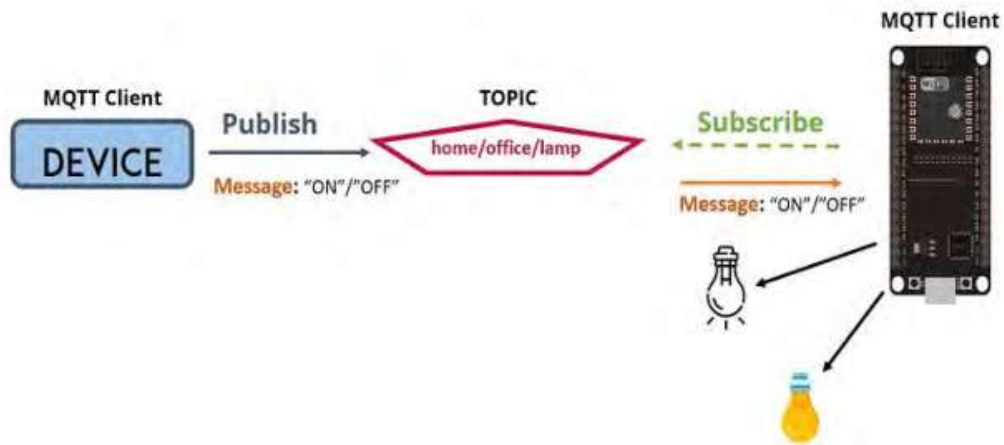 MQTT Client
MQTT Client
DEVICE
Publish
Message: "ON"/"OFF"
TOPIC
home/office/lamp
Subscribe
Message: "ON"/"OFF"